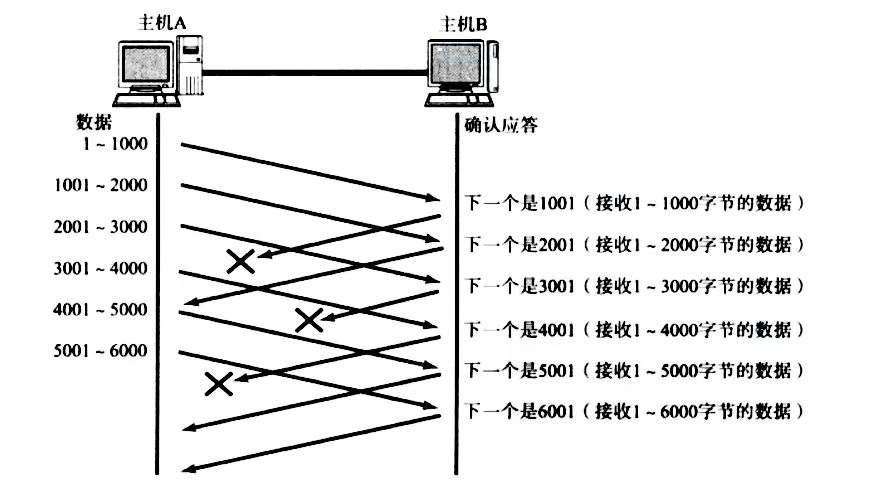 主机A
主机B
数据
确认应答
1～1000
1001～2000
2001～3000
3001～4000
4001～5000
5001～6000
下一个是1001（接收1～1000字节的数据）
下一个是2001（接收1～2000字节的数据）
下一个是3001（接收1～3000字节的数据）
下一个是4001（接收1～4000字节的数据）
下一个是5001（接收1～5000字节的数据）
下一个是6001（接收1～6000字节的数据）